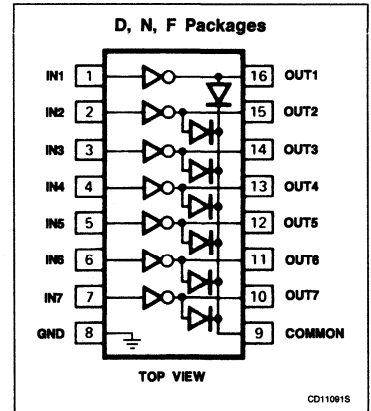 D, N, F Packages
IN1 1 16 OUT1
IN2 2 15 OUT2
IN3 3 14 OUT3
IN4 4 13 OUT4
IN5 5 12 OUT5
IN6 6 11 OUT6
IN7 7 10 OUT7
GND 8 9 COMMON
TOP VIEW
CD11091S